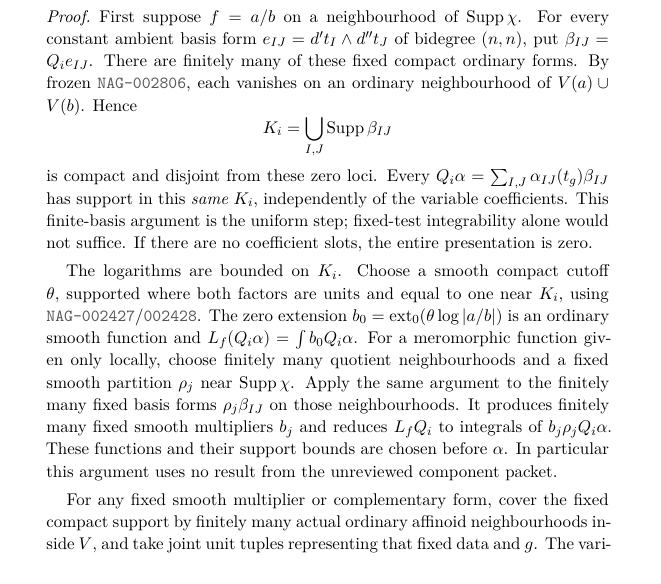 Proof. First suppose f = a/b on a neighbourhood of Supp χ. For every
constant ambient basis form e_{IJ} = d′t_I ∧ d″t_J of bidegree (n, n), put β_{IJ} =
Q_i e_{IJ}. There are finitely many of these fixed compact ordinary forms. By
frozen NAG-002806, each vanishes on an ordinary neighbourhood of V(a) ∪
V(b). Hence
K_i = ⋃_{I,J} Supp β_{IJ}
is compact and disjoint from these zero loci. Every Q_iα = ∑_{I,J} α_{IJ}(t_g)β_{IJ}
has support in this same K_i, independently of the variable coefficients. This
finite-basis argument is the uniform step; fixed-test integrability alone would
not suffice. If there are no coefficient slots, the entire presentation is zero.
The logarithms are bounded on K_i. Choose a smooth compact cutoff
θ, supported where both factors are units and equal to one near K_i, using
NAG-002427/002428. The zero extension b_0 = ext_0(θ log |a/b|) is an ordinary
smooth function and L_f(Q_iα) = ∫ b_0Q_iα. For a meromorphic function giv-
en only locally, choose finitely many quotient neighbourhoods and a fixed
smooth partition ρ_j near Supp χ. Apply the same argument to the finitely
many fixed basis forms ρ_jβ_{IJ} on those neighbourhoods. It produces finitely
many fixed smooth multipliers b_j and reduces L_fQ_i to integrals of b_jρ_jQ_iα.
These functions and their support bounds are chosen before α. In particular
this argument uses no result from the unreviewed component packet.
For any fixed smooth multiplier or complementary form, cover the fixed
compact support by finitely many actual ordinary affinoid neighbourhoods in-
side V, and take joint unit tuples representing that fixed data and g. The vari-